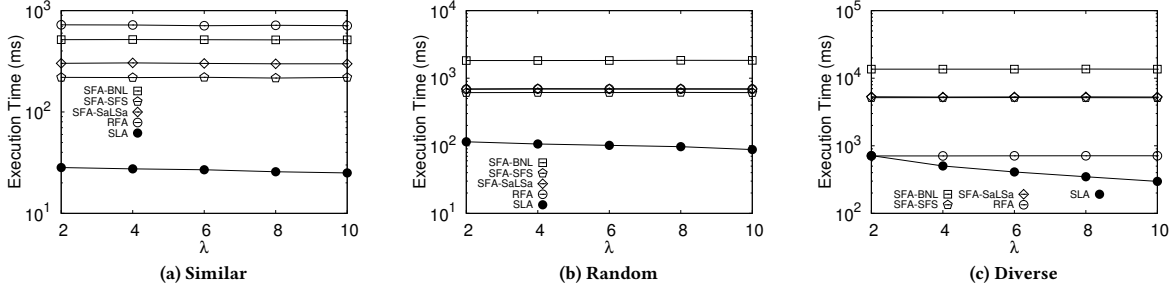 10³
10²
10¹
Execution Time (ms)
SFA-BNL
SFA-SFS
SFA-SaLSa
RFA
SLA
2 4 6 8 10
λ
(a) Similar
10⁴
10³
10²
10¹
Execution Time (ms)
SFA-BNL
SFA-SFS
SFA-SaLSa
RFA
SLA
2 4 6 8 10
λ
(b) Random
10⁵
10⁴
10³
10²
Execution Time (ms)
SFA-BNL SFA-SaLSa SLA
SFA-SFS RFA
2 4 6 8 10
λ
(c) Diverse